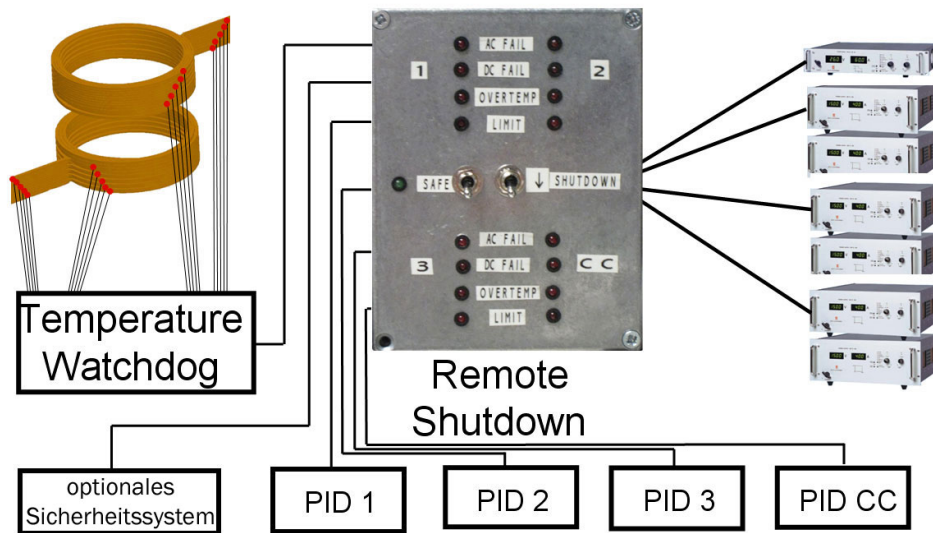 AC FAIL
1 DC FAIL 2
OVERTEMP
LIMIT
SAFE ↓ SHUTDOWN
AC FAIL
3 DC FAIL CC
OVERTEMP
LIMIT
Temperature
Watchdog
Remote
Shutdown
optionales
Sicherheitssystem
PID 1
PID 2
PID 3
PID CC